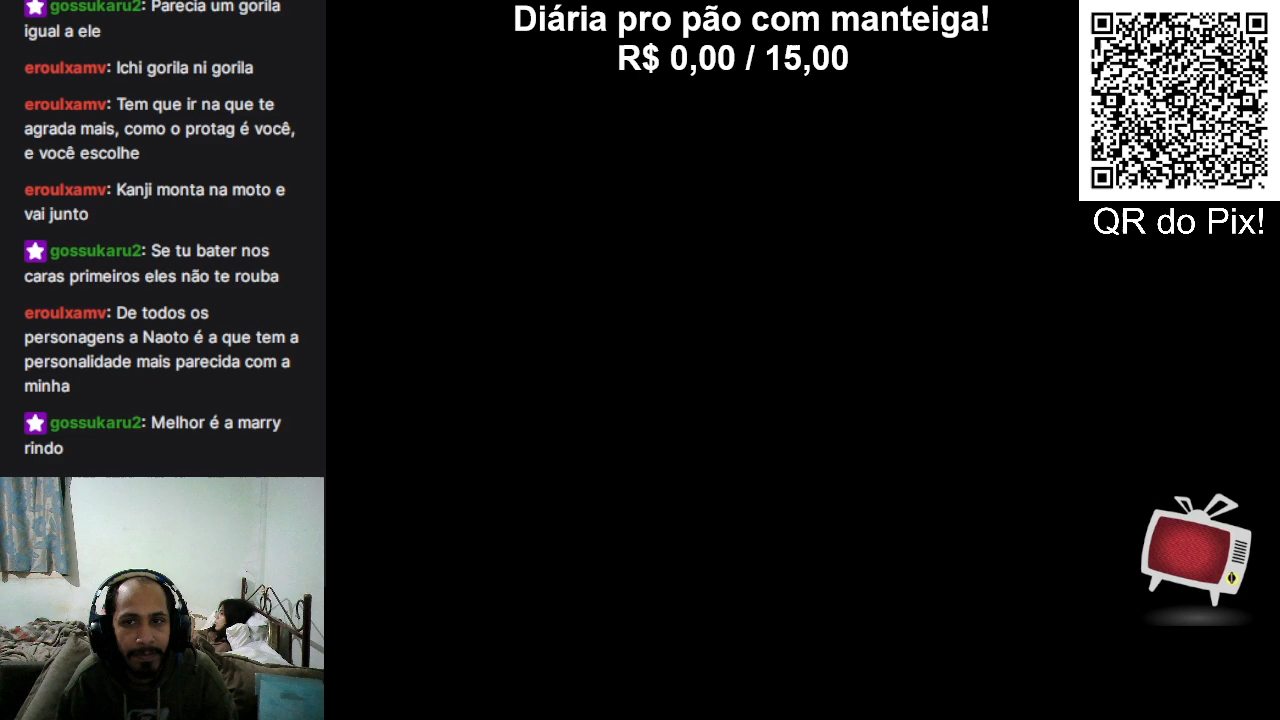 gossukaru2: Parecia um gorila
igual a ele
eroulxamv: Ichi gorila ni gorila
eroulxamv: Tem que ir na que te
agrada mais, como o protag é você,
e você escolhe
eroulxamv: Kanji monta na moto e
vai junto
gossukaru2: Se tu bater nos
caras primeiros eles não te rouba
eroulxamv: De todos os
personagens a Naoto é a que tem a
personalidade mais parecida com a
minha
gossukaru2: Melhor é a marry
rindo
Diária pro pão com manteiga!
R$ 0,00 / 15,00
QR do Pix!